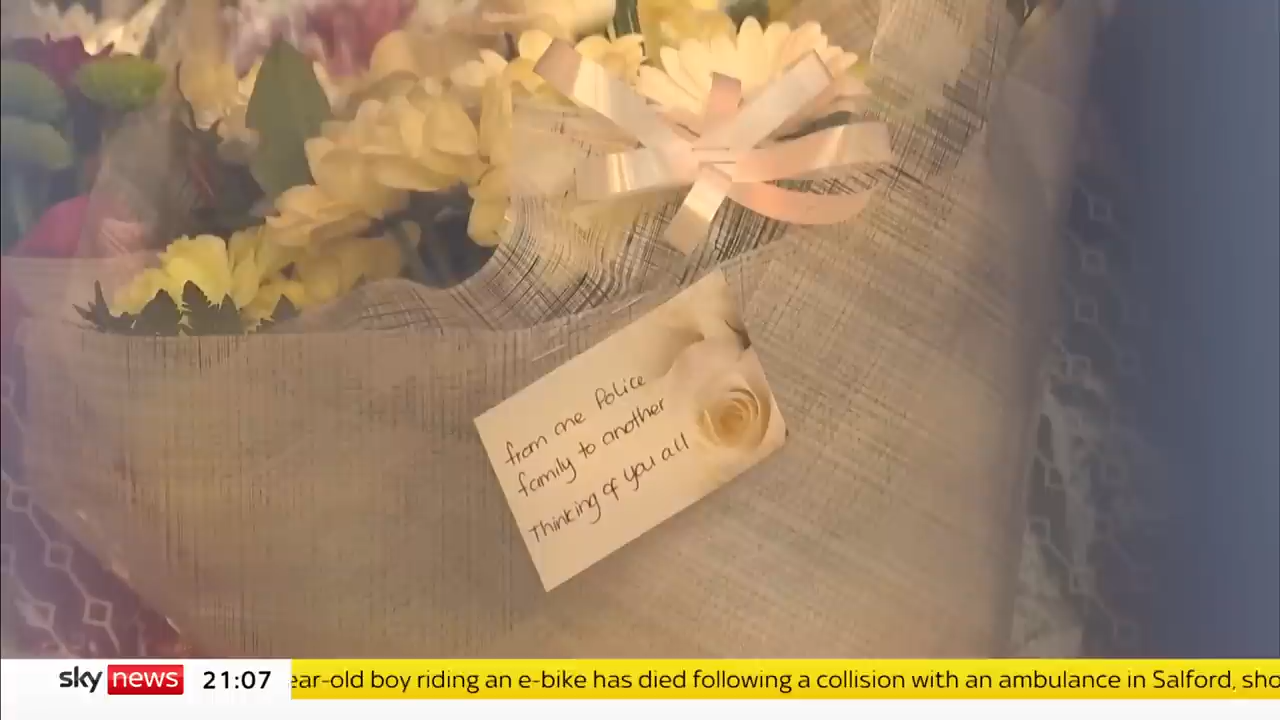 from one Police
family to another
Thinking of you all
sky news 21:07 ear-old boy riding an e-bike has died following a collision with an ambulance in Salford, sho